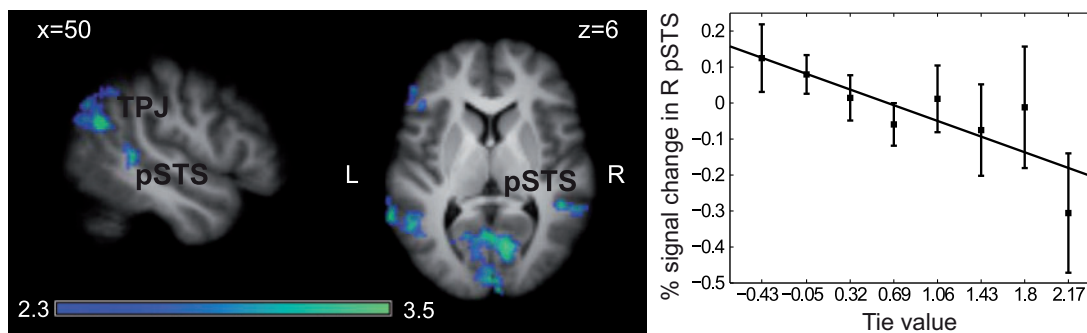 x=50
z=6
TPJ
pSTS
L
pSTS
R
2.3
3.5
% signal change in R pSTS
0.2
0.1
0
−0.1
−0.2
−0.3
−0.4
−0.5
−0.43 −0.05 0.32 0.69 1.06 1.43 1.8 2.17
Tie value